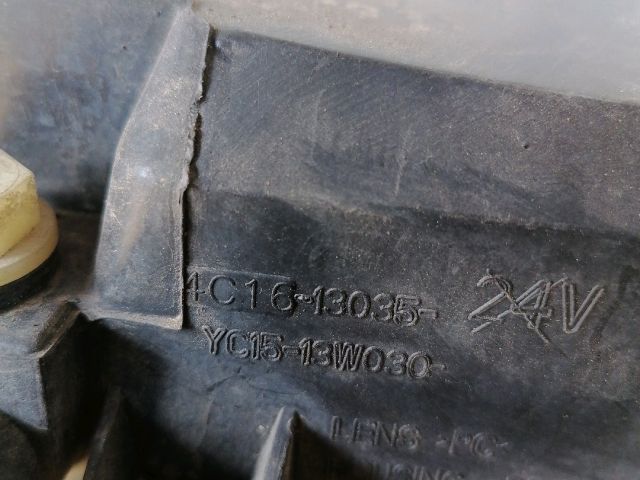 4C16-13035- 24V
YC15-13W030-
LENS -PC-